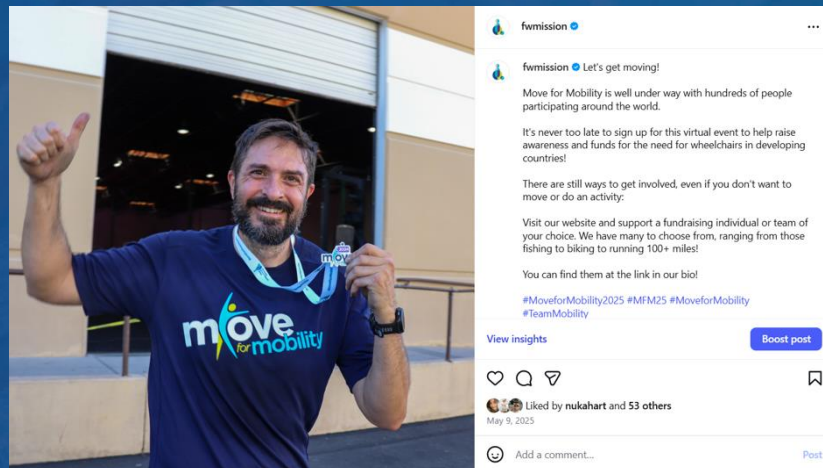 move
for mobility
move
fwmission
fwmission Let's get moving!
Move for Mobility is well under way with hundreds of people
participating around the world.
It's never too late to sign up for this virtual event to help raise
awareness and funds for the need for wheelchairs in developing
countries!
There are still ways to get involved, even if you don't want to
move or do an activity:
Visit our website and support a fundraising individual or team of
your choice. We have many to choose from, ranging from those
fishing to biking to running 100+ miles!
You can find them at the link in our bio!
#MoveforMobility2025 #MFM25 #MoveforMobility
#TeamMobility
View insights
Boost post
Liked by nukahart and 53 others
May 9, 2025
Add a comment...
Post